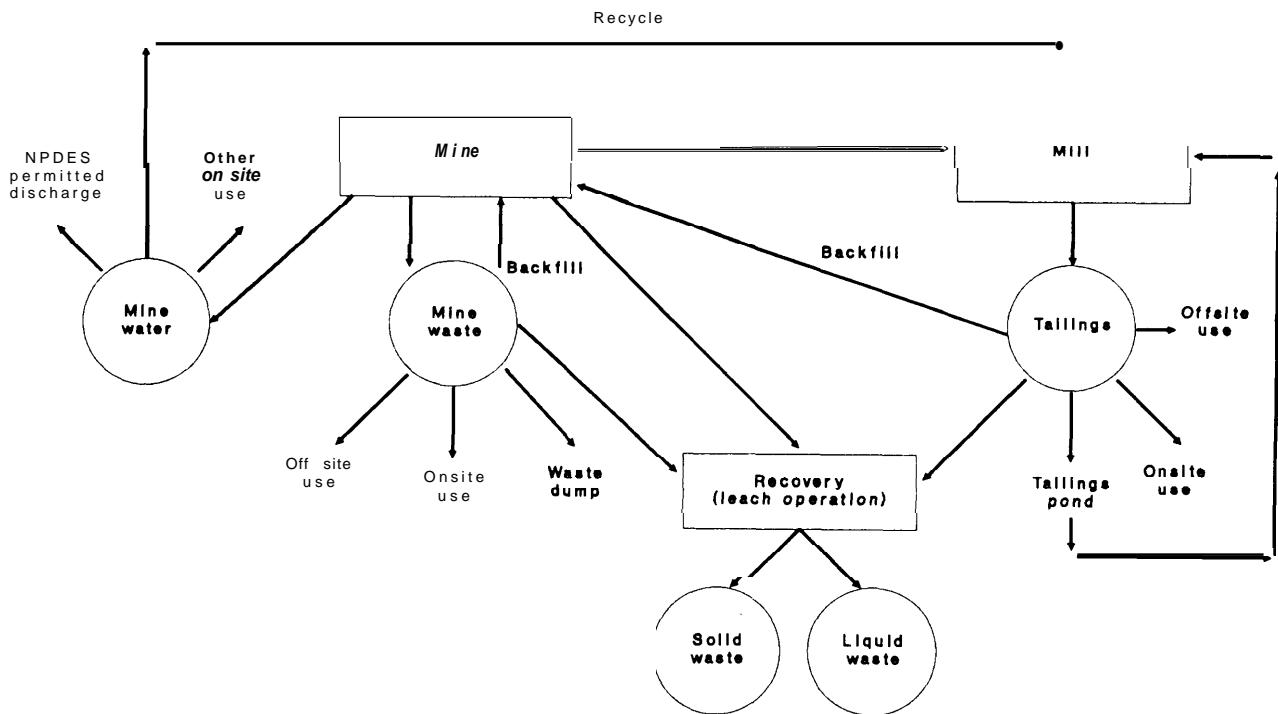 Recycle
NPDES
permitted
discharge
Other
on site
use
Mine
Mill
Backfill
Backfill
Mine
water
Mine
waste
Tailings
Offsite
use
Off site
use
Onsite
use
Waste
dump
Recovery
(leach operation)
Tailings
pond
Onsite
use
Solid
waste
Liquid
waste